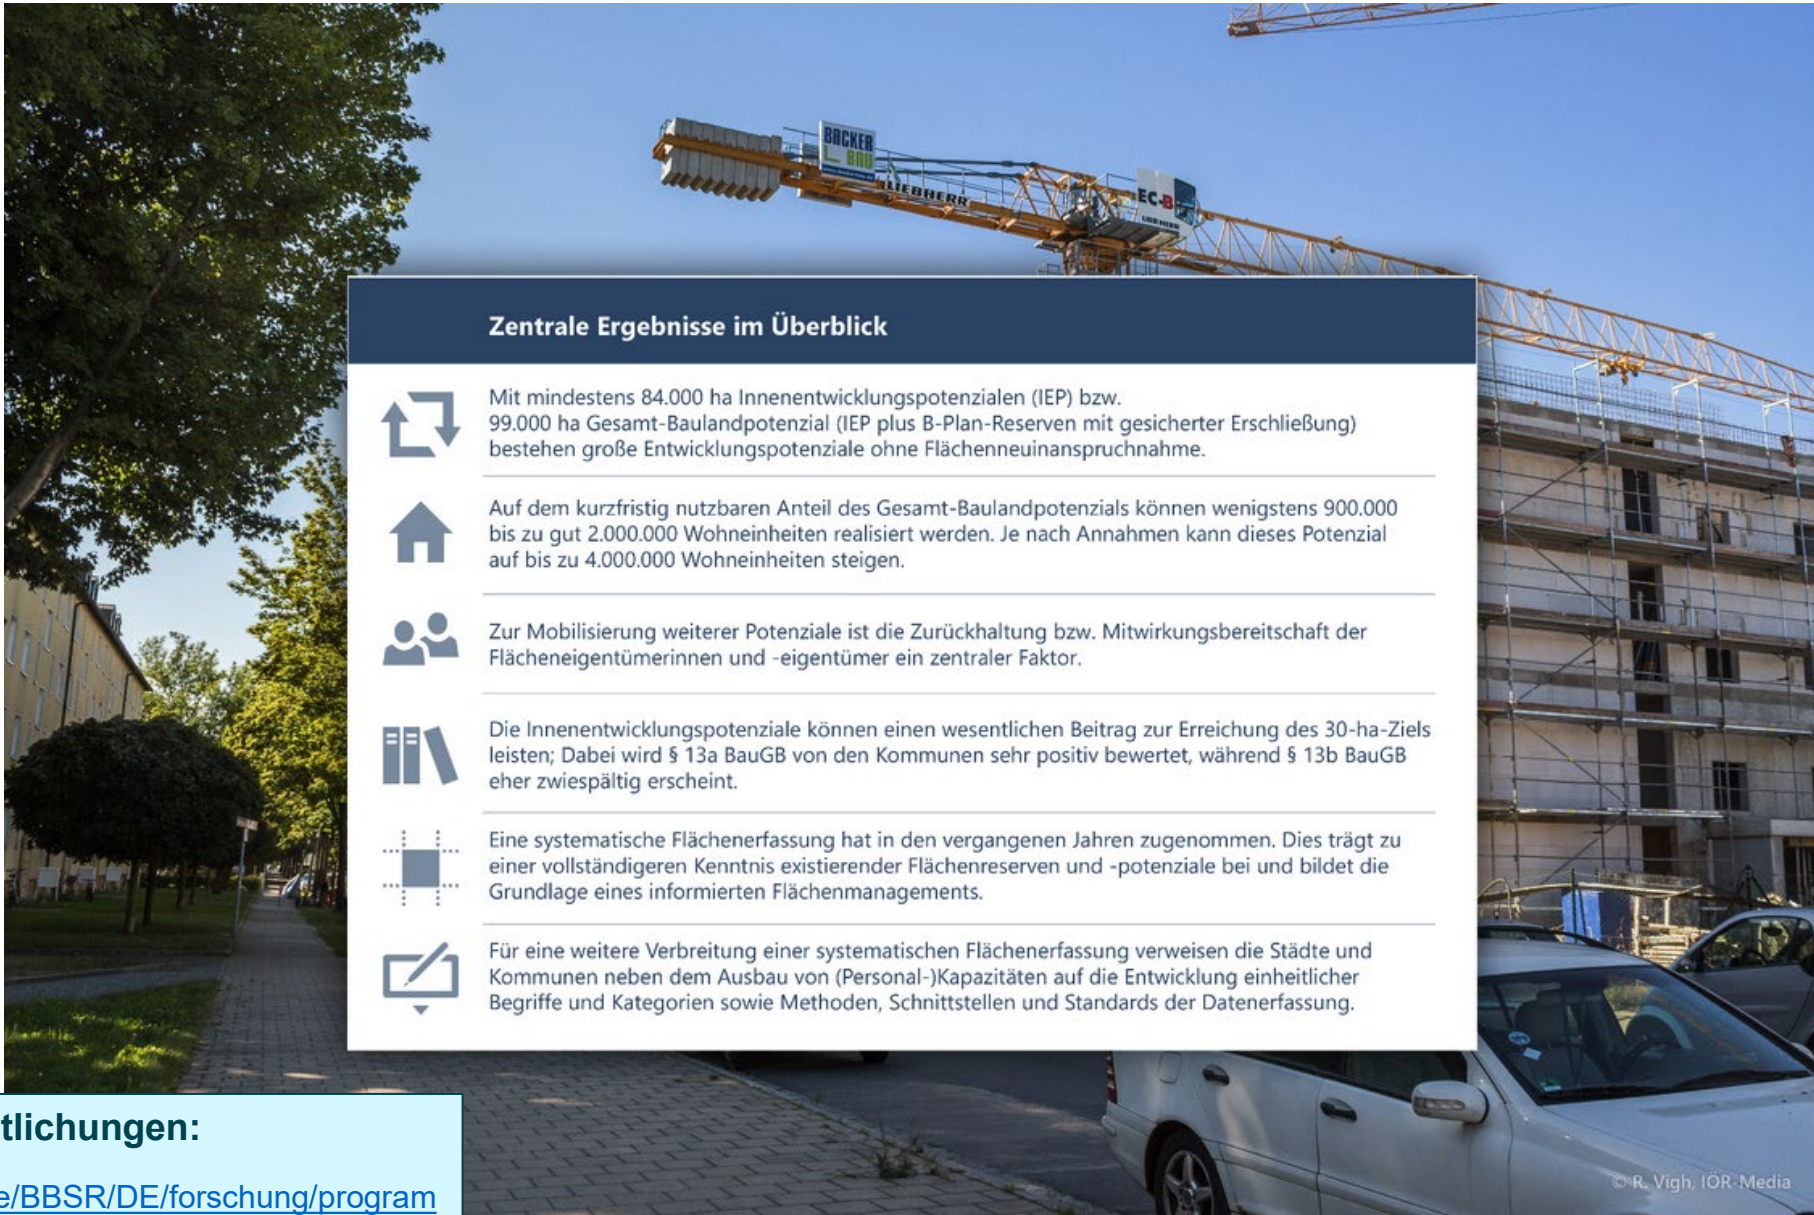 BACKER
BAU
LIEBHERR
EC-B
LIEBHERR
Zentrale Ergebnisse im Überblick
Mit mindestens 84.000 ha Innenentwicklungspotenzialen (IEP) bzw.
99.000 ha Gesamt-Baulandpotenzial (IEP plus B-Plan-Reserven mit gesicherter Erschließung)
bestehen große Entwicklungspotenziale ohne Flächenneuinanspruchnahme.
Auf dem kurzfristig nutzbaren Anteil des Gesamt-Baulandpotenzials können wenigstens 900.000
bis zu gut 2.000.000 Wohneinheiten realisiert werden. Je nach Annahmen kann dieses Potenzial
auf bis zu 4.000.000 Wohneinheiten steigen.
Zur Mobilisierung weiterer Potenziale ist die Zurückhaltung bzw. Mitwirkungsbereitschaft der
Flächeneigentümerinnen und -eigentümer ein zentraler Faktor.
Die Innenentwicklungspotenziale können einen wesentlichen Beitrag zur Erreichung des 30-ha-Ziels
leisten; Dabei wird § 13a BauGB von den Kommunen sehr positiv bewertet, während § 13b BauGB
eher zwiespältig erscheint.
Eine systematische Flächenerfassung hat in den vergangenen Jahren zugenommen. Dies trägt zu
einer vollständigeren Kenntnis existierender Flächenreserven und -potenziale bei und bildet die
Grundlage eines informierten Flächenmanagements.
Für eine weitere Verbreitung einer systematischen Flächenerfassung verweisen die Städte und
Kommunen neben dem Ausbau von (Personal-)Kapazitäten auf die Entwicklung einheitlicher
Begriffe und Kategorien sowie Methoden, Schnittstellen und Standards der Datenerfassung.
tlichungen:
e/BBSR/DE/forschung/program
© R. Vigh, IÖR-Media